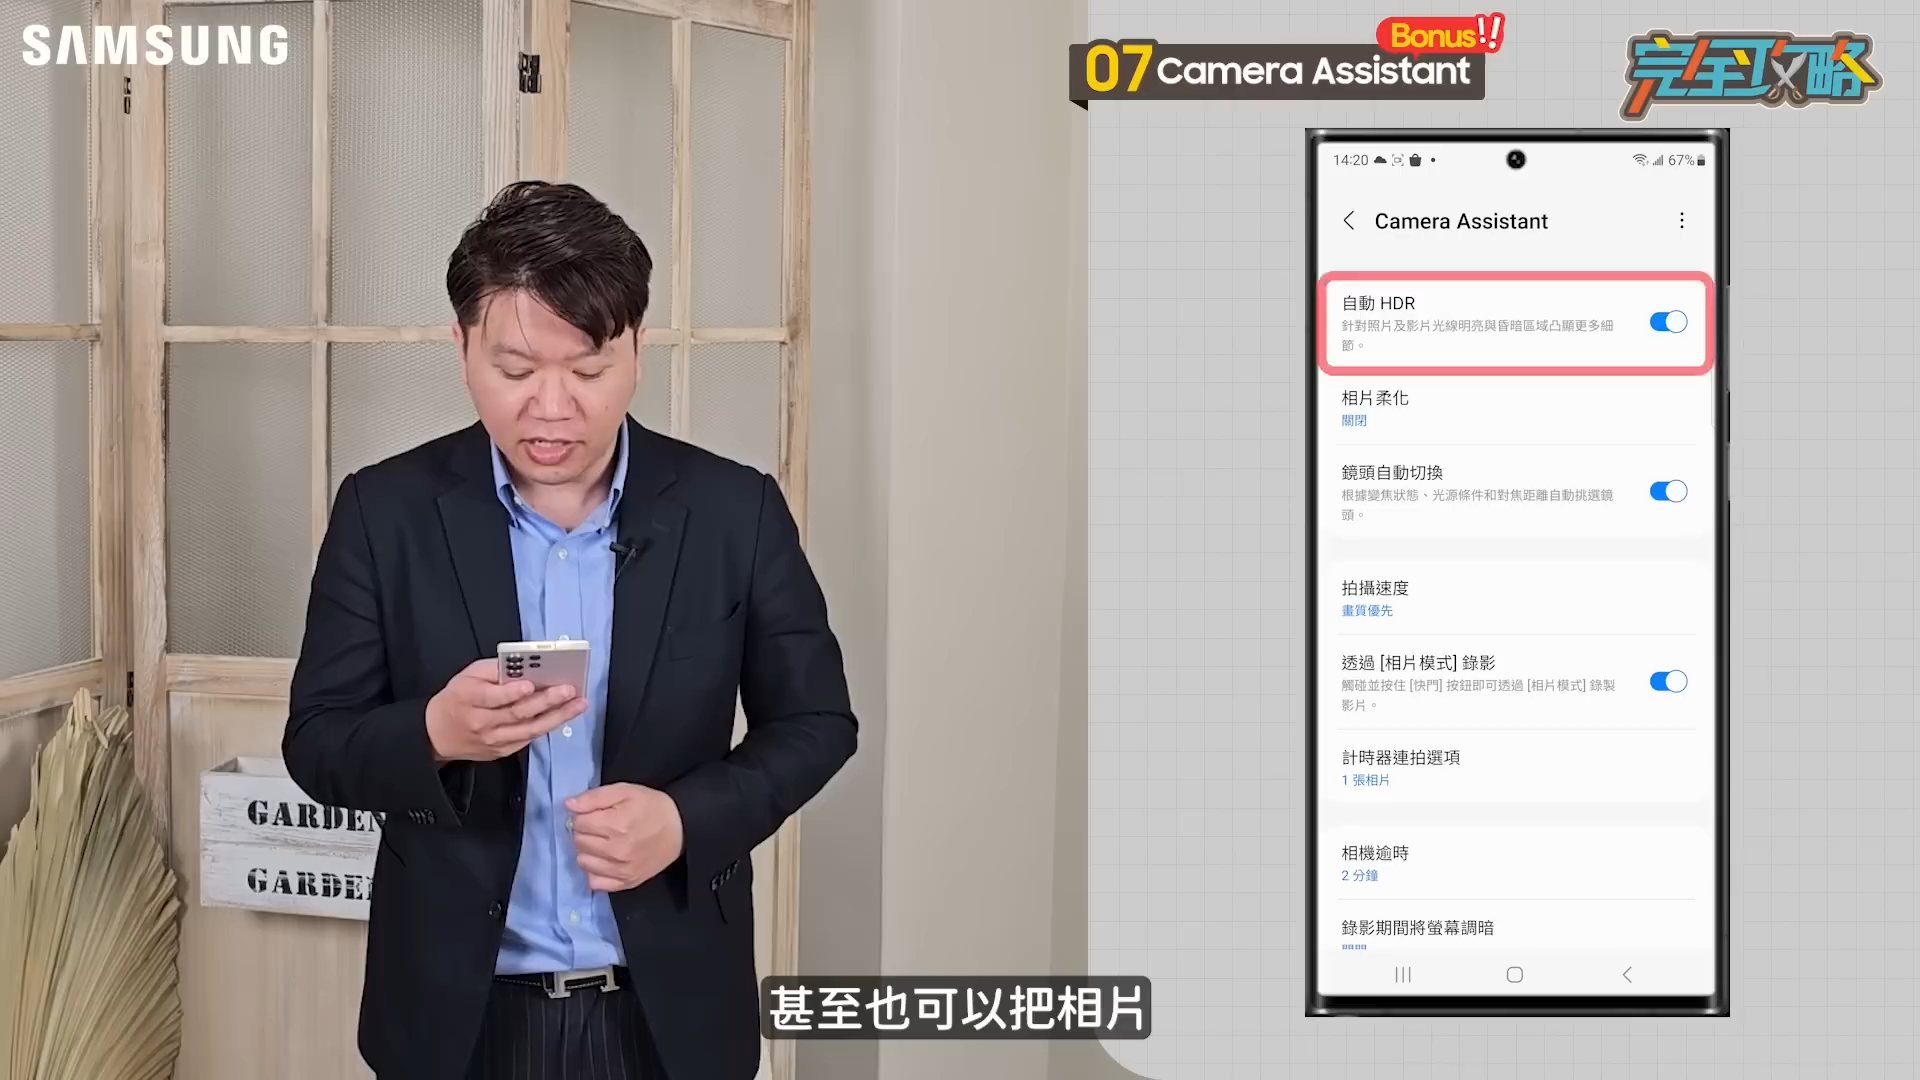 SAMSUNG
Bonus!!
07 Camera Assistant
完全攻略
14:20
67%
Camera Assistant
自動 HDR
針對照片及影片光線明亮與昏暗區域凸顯更多細
節。
相片柔化
關閉
鏡頭自動切換
根據變焦狀態、光源條件和對焦距離自動挑選鏡
頭。
拍攝速度
畫質優先
透過 [相片模式] 錄影
觸碰並按住 [快門] 按鈕即可透過 [相片模式] 錄製
影片。
計時器連拍選項
1 張相片
相機逾時
2 分鐘
錄影期間將螢幕調暗
GARDEN
GARDE
甚至也可以把相片